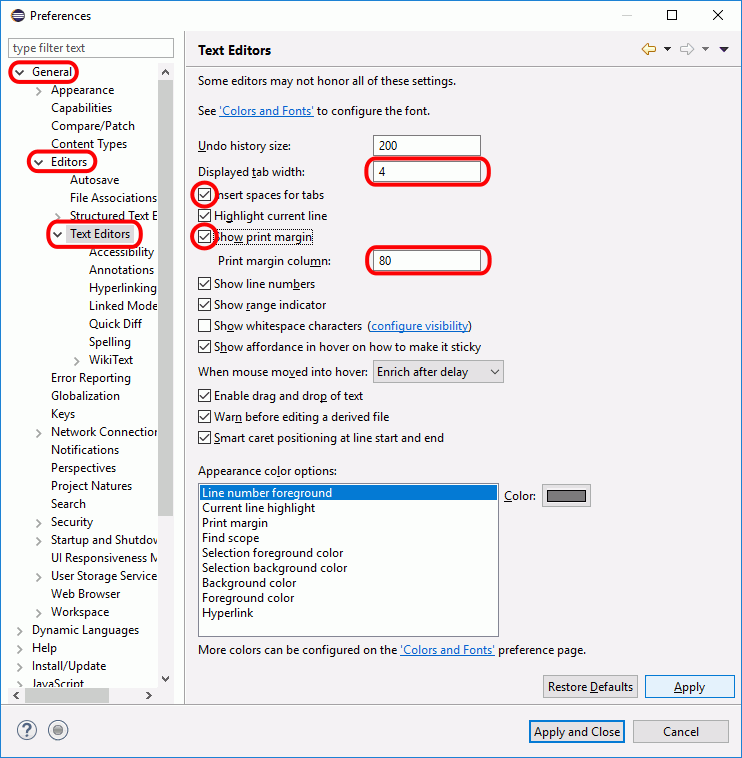 Preferences
type filter text
General
Appearance
Capabilities
Compare/Patch
Content Types
Editors
Autosave
File Associations
Structured Text E
Text Editors
Accessibility
Annotations
Hyperlinking
Linked Mode
Quick Diff
Spelling
WikiText
Error Reporting
Globalization
Keys
Network Connection
Notifications
Perspectives
Project Natures
Search
Security
Startup and Shutdow
UI Responsiveness M
User Storage Service
Web Browser
Workspace
Dynamic Languages
Help
Install/Update
JavaScript
Text Editors
Some editors may not honor all of these settings.
See 'Colors and Fonts' to configure the font.
Undo history size: 200
Displayed tab width: 4
Insert spaces for tabs
Highlight current line
Show print margin
Print margin column: 80
Show line numbers
Show range indicator
Show whitespace characters (configure visibility)
Show affordance in hover on how to make it sticky
When mouse moved into hover: Enrich after delay
Enable drag and drop of text
Warn before editing a derived file
Smart caret positioning at line start and end
Appearance color options:
Line number foreground
Current line highlight
Print margin
Find scope
Selection foreground color
Selection background color
Background color
Foreground color
Hyperlink
Color:
More colors can be configured on the 'Colors and Fonts' preference page.
Restore Defaults Apply
? Apply and Close Cancel